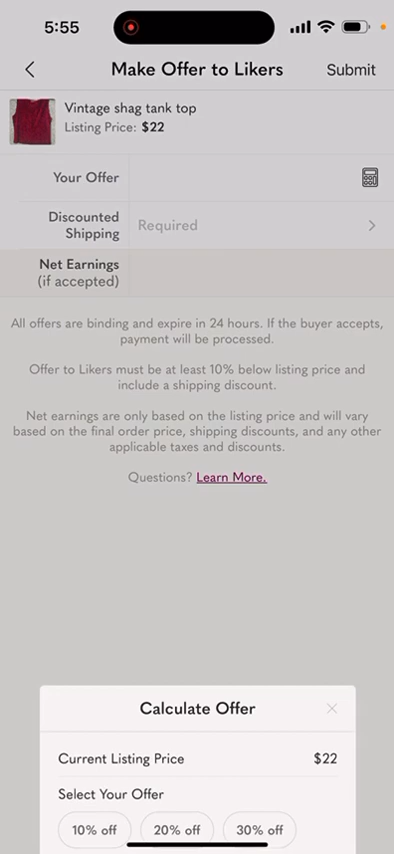 5:55
Make Offer to Likers
Submit
Vintage shag tank top
Listing Price: $22
Your Offer
Discounted
Shipping
Required
Net Earnings
(if accepted)
All offers are binding and expire in 24 hours. If the buyer accepts,
payment will be processed.
Offer to Likers must be at least 10% below listing price and
include a shipping discount.
Net earnings are only based on the listing price and will vary
based on the final order price, shipping discounts, and any other
applicable taxes and discounts.
Questions? Learn More.
Calculate Offer
Current Listing Price
$22
Select Your Offer
10% off
20% off
30% off